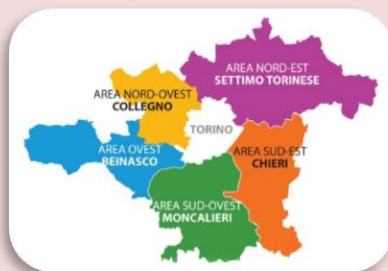 AREA NORD-EST
SETTIMO TORINESE
AREA NORD-OVEST
COLLEGNO
TORINO
AREA OVEST
BEINASCO
AREA SUD-EST
CHIERI
AREA SUD-OVEST
MONCALIERI